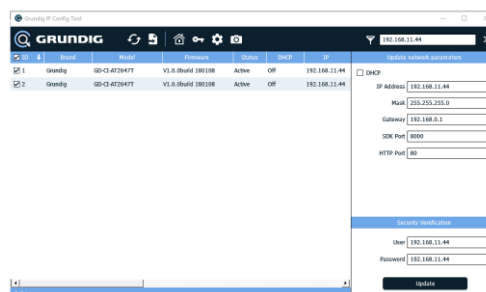 Grundig IP Config Tool
GRUNDIG
192.168.11.44
ID Brand Model Firmware Status DHCP IP
1 Grundig GD-CI-AT2647T V1.0.0build 180108 Active Off 192.168.11.44
2 Grundig GD-CI-AT2647T V1.0.0build 180108 Active Off 192.168.11.44
Update network parameters
DHCP
IP Address 192.168.11.44
Mask 255.255.255.0
Gateway 192.168.0.1
SDK Port 8000
HTTP Port 80
Security Verification
User 192.168.11.44
Password 192.168.11.44
Update